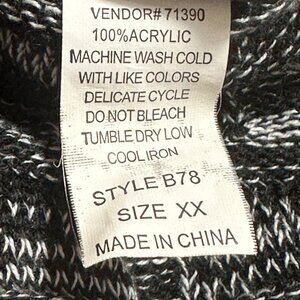 VENDOR# 71390
100%ACRYLIC
MACHINE WASH COLD
WITH LIKE COLORS
DELICATE CYCLE
DO NOT BLEACH
TUMBLE DRY LOW
COOL IRON
STYLE B78
SIZE XX
MADE IN CHINA